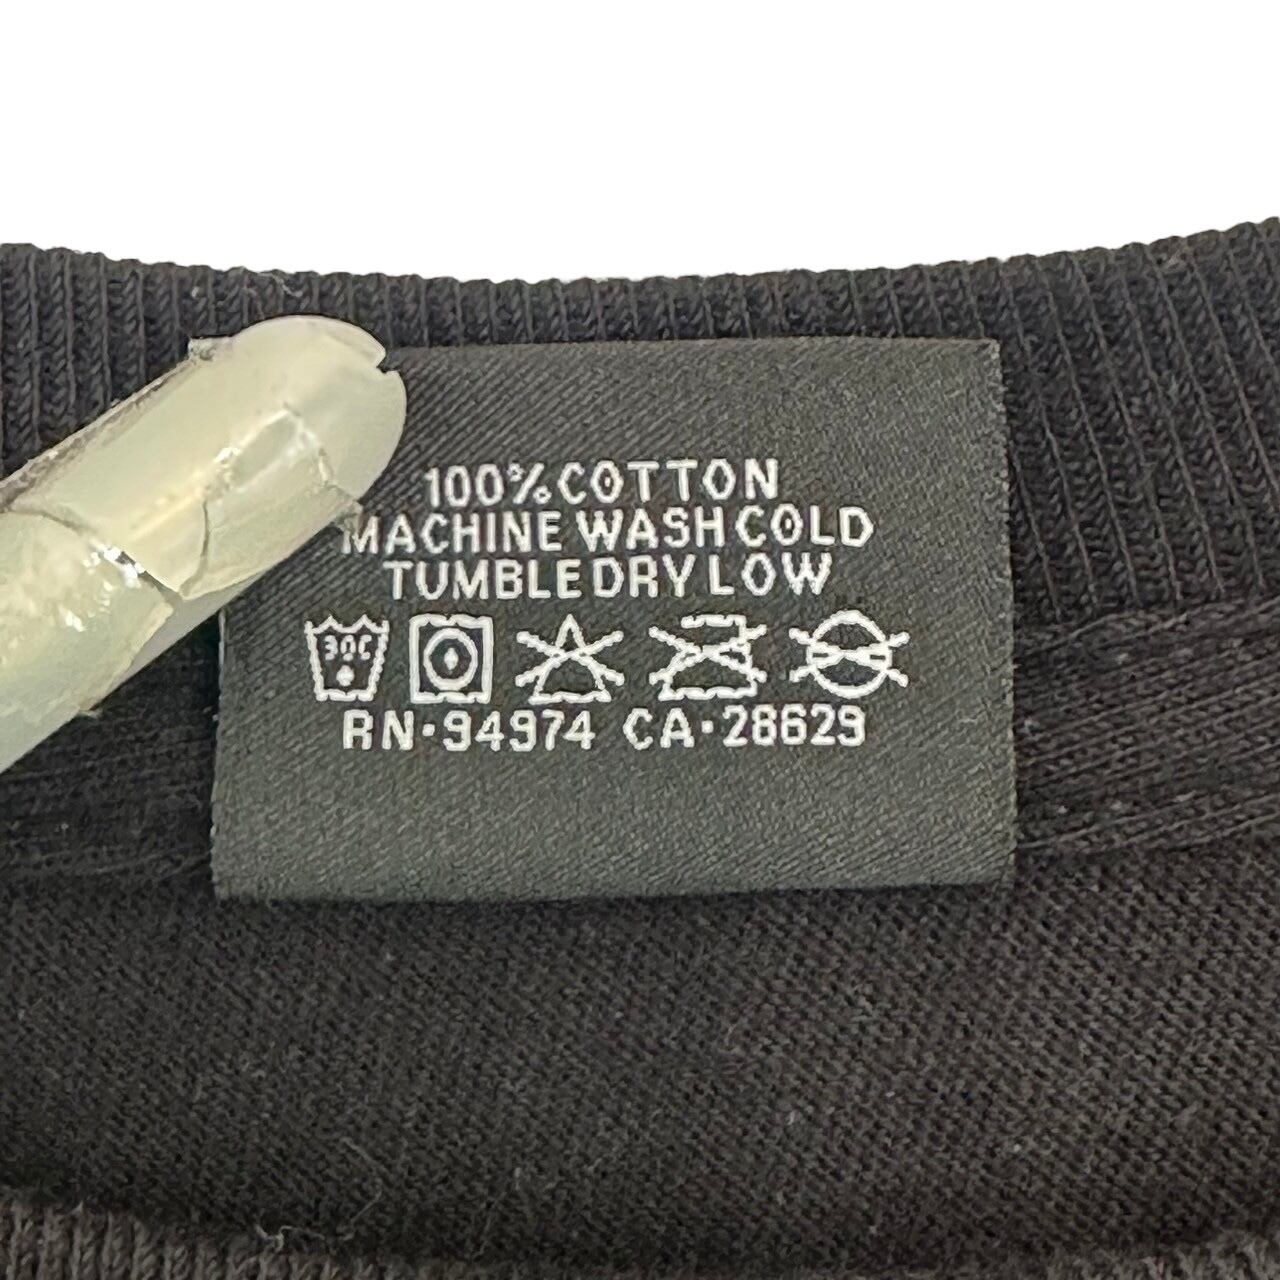 100% COTTON
MACHINE WASH COLD
TUMBLE DRY LOW
30C
RN·94974 CA·28629